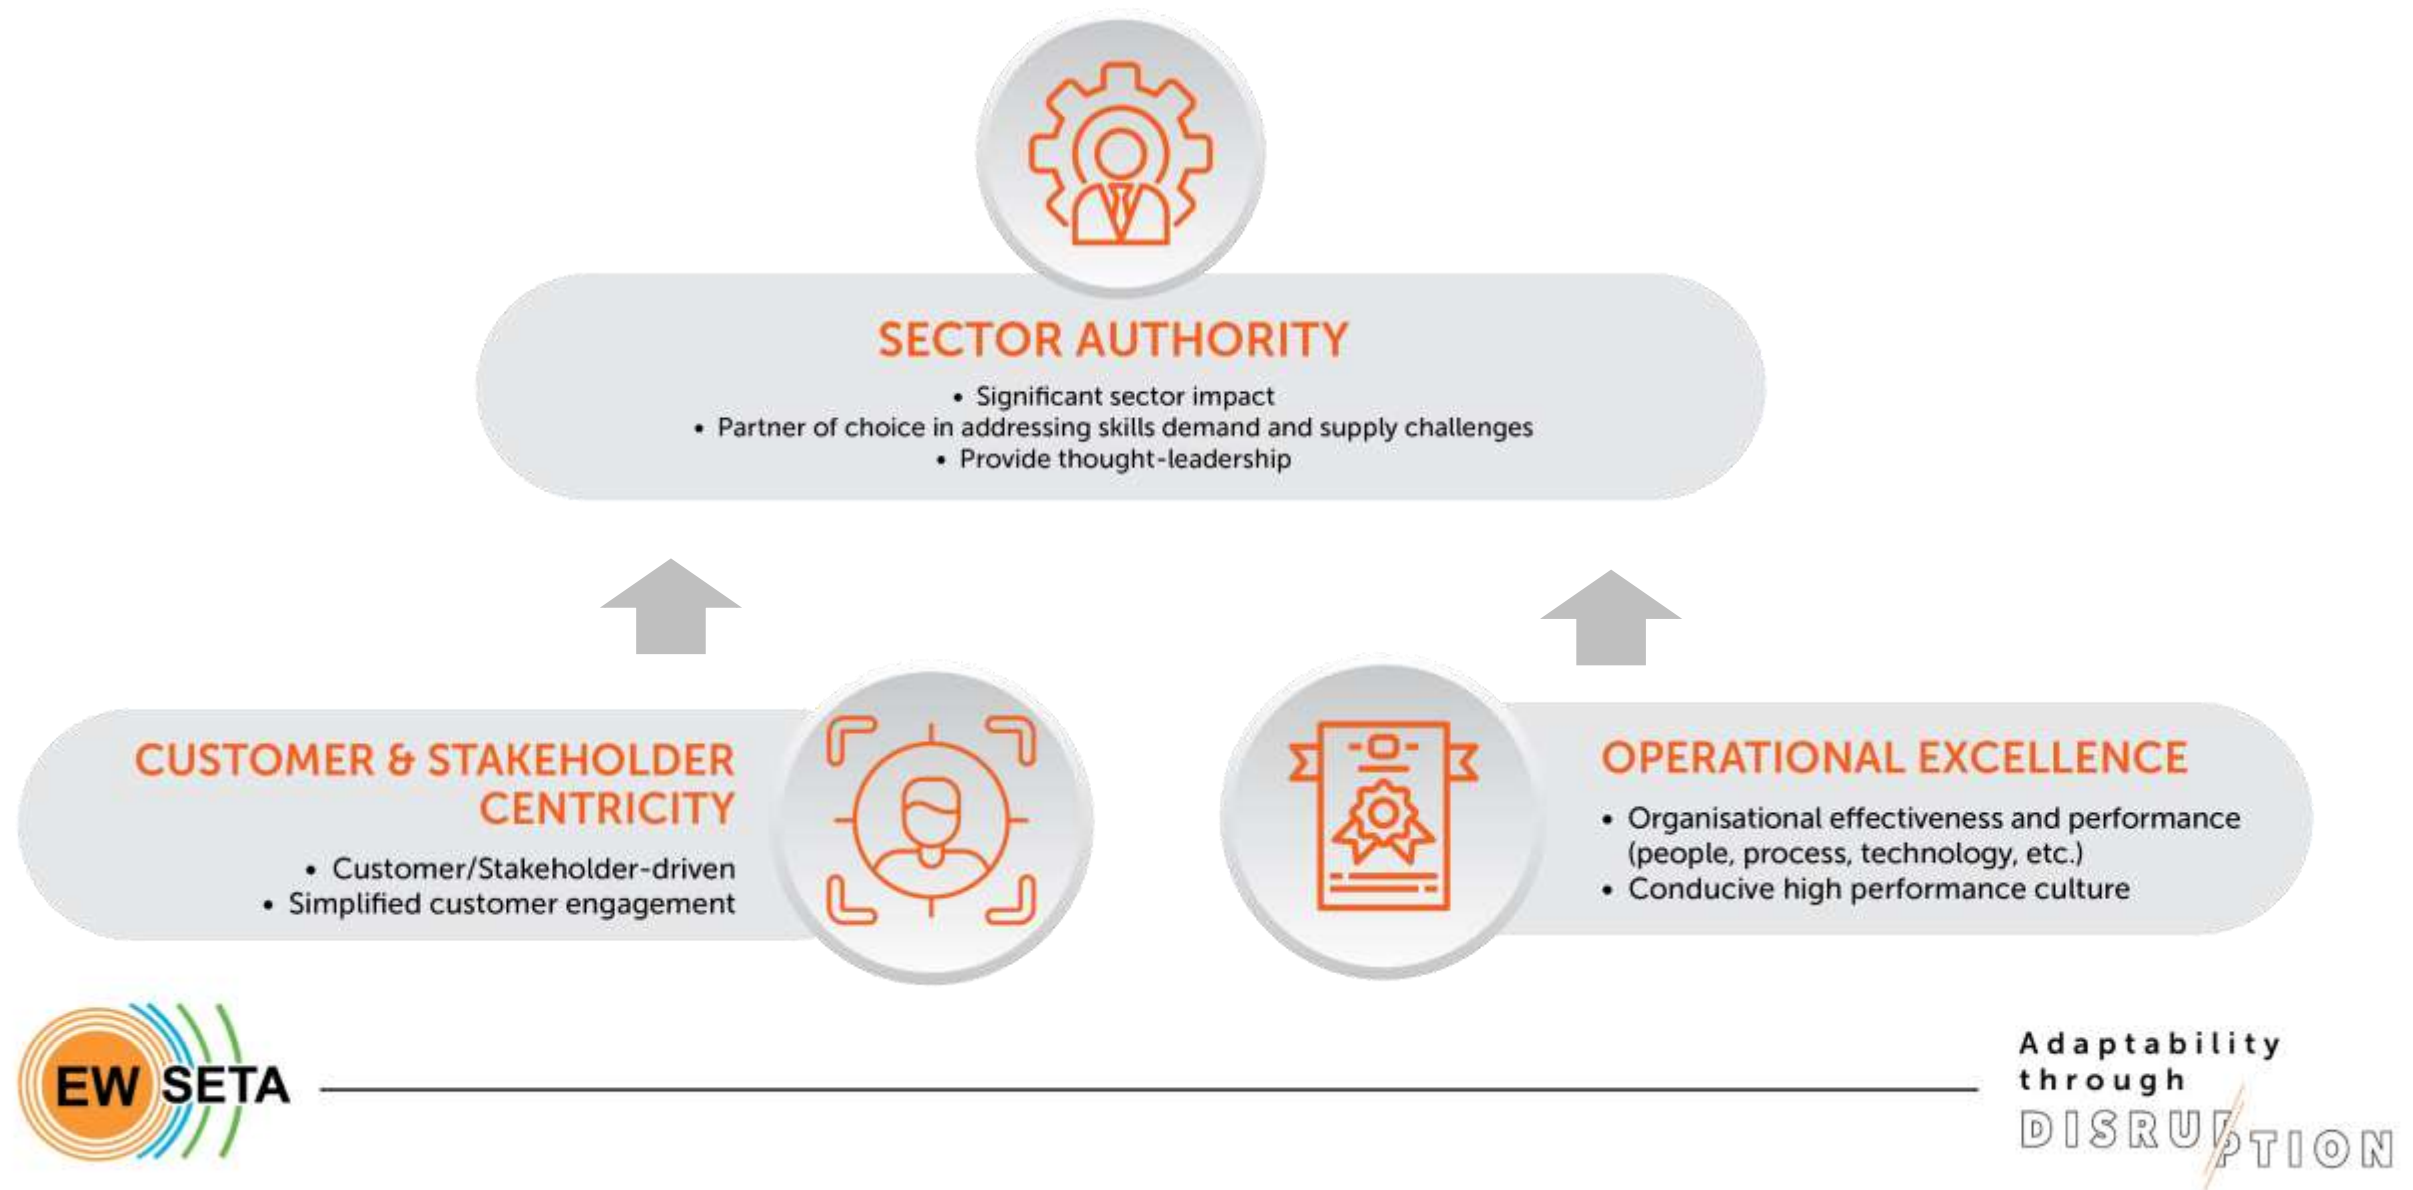 SECTOR AUTHORITY
• Significant sector impact
• Partner of choice in addressing skills demand and supply challenges
• Provide thought-leadership
CUSTOMER & STAKEHOLDER
CENTRICITY
• Customer/Stakeholder-driven
• Simplified customer engagement
OPERATIONAL EXCELLENCE
• Organisational effectiveness and performance
(people, process, technology, etc.)
• Conducive high performance culture
EW SETA
Adaptability
through
DISRUPTION